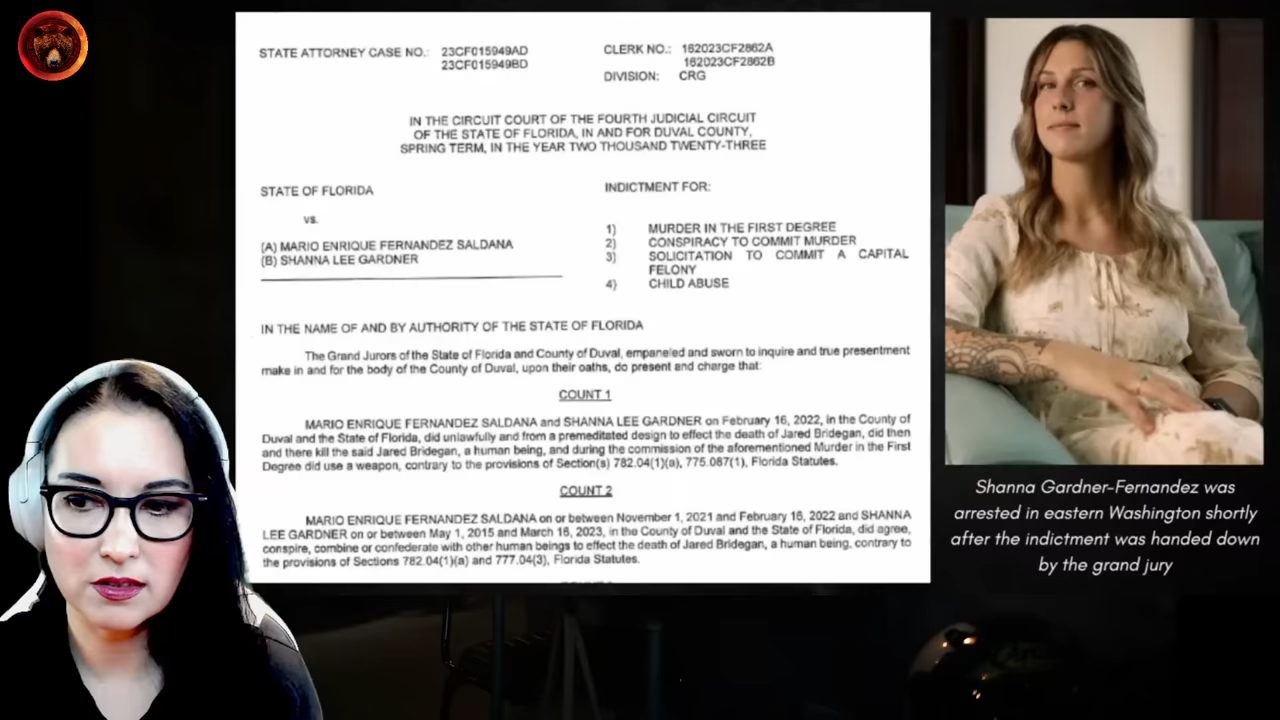 STATE ATTORNEY CASE NO.: 23CF015949AD
23CF015949BD
CLERK NO.: 162023CF2862A
162023CF2862B
DIVISION: CRG
IN THE CIRCUIT COURT OF THE FOURTH JUDICIAL CIRCUIT
OF THE STATE OF FLORIDA, IN AND FOR DUVAL COUNTY,
SPRING TERM, IN THE YEAR TWO THOUSAND TWENTY-THREE
STATE OF FLORIDA
vs.
(A) MARIO ENRIQUE FERNANDEZ SALDANA
(B) SHANNA LEE GARDNER
INDICTMENT FOR:
1) MURDER IN THE FIRST DEGREE
2) CONSPIRACY TO COMMIT MURDER
3) SOLICITATION TO COMMIT A CAPITAL
FELONY
4) CHILD ABUSE
IN THE NAME OF AND BY AUTHORITY OF THE STATE OF FLORIDA
The Grand Jurors of the State of Florida and County of Duval, empaneled and sworn to inquire and true presentment
make in and for the body of the County of Duval, upon their oaths, do present and charge that:
COUNT 1
MARIO ENRIQUE FERNANDEZ SALDANA and SHANNA LEE GARDNER on February 16, 2022, in the County of
Duval and the State of Florida, did unlawfully and from a premeditated design to effect the death of Jared Bridegan, did then
and there kill the said Jared Bridegan, a human being, and during the commission of the aforementioned Murder in the First
Degree did use a weapon, contrary to the provisions of Section(s) 782.04(1)(a), 775.087(1), Florida Statutes.
COUNT 2
MARIO ENRIQUE FERNANDEZ SALDANA on or between November 1, 2021 and February 16, 2022 and SHANNA
LEE GARDNER on or between May 1, 2015 and March 16, 2023, in the County of Duval and the State of Florida, did agree,
conspire, combine or confederate with other human beings to effect the death of Jared Bridegan, a human being, contrary to
the provisions of Sections 782.04(1)(a) and 777.04(3), Florida Statutes.
Shanna Gardner-Fernandez was
arrested in eastern Washington shortly
after the indictment was handed down
by the grand jury